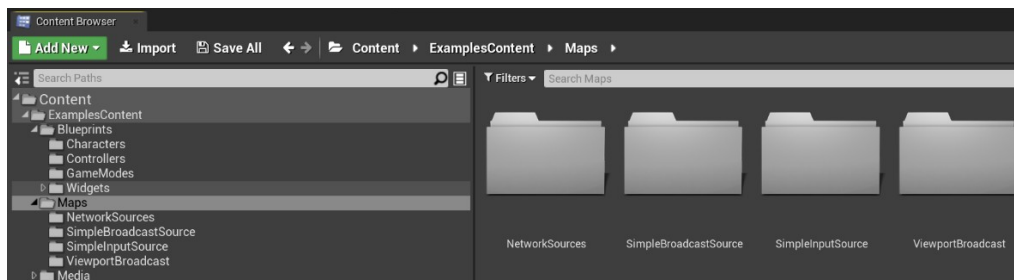 Content Browser
Add New Import Save All Content ExamplesContent Maps
Search Paths
Filters Search Maps
Content
ExamplesContent
Blueprints
Characters
Controllers
GameModes
Widgets
Maps
NetworkSources
SimpleBroadcastSource
SimpleInputSource
ViewportBroadcast
Media
NetworkSources SimpleBroadcastSource SimpleInputSource ViewportBroadcast